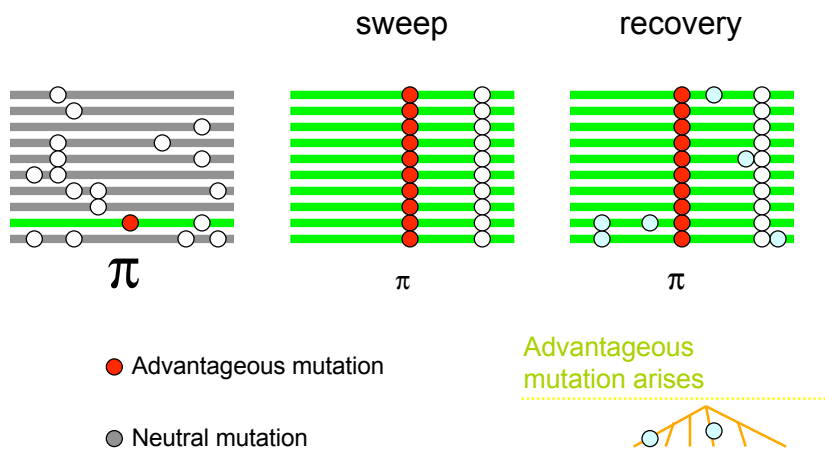 sweep
recovery
π
π
π
Advantageous mutation
Neutral mutation
Advantageous
mutation arises